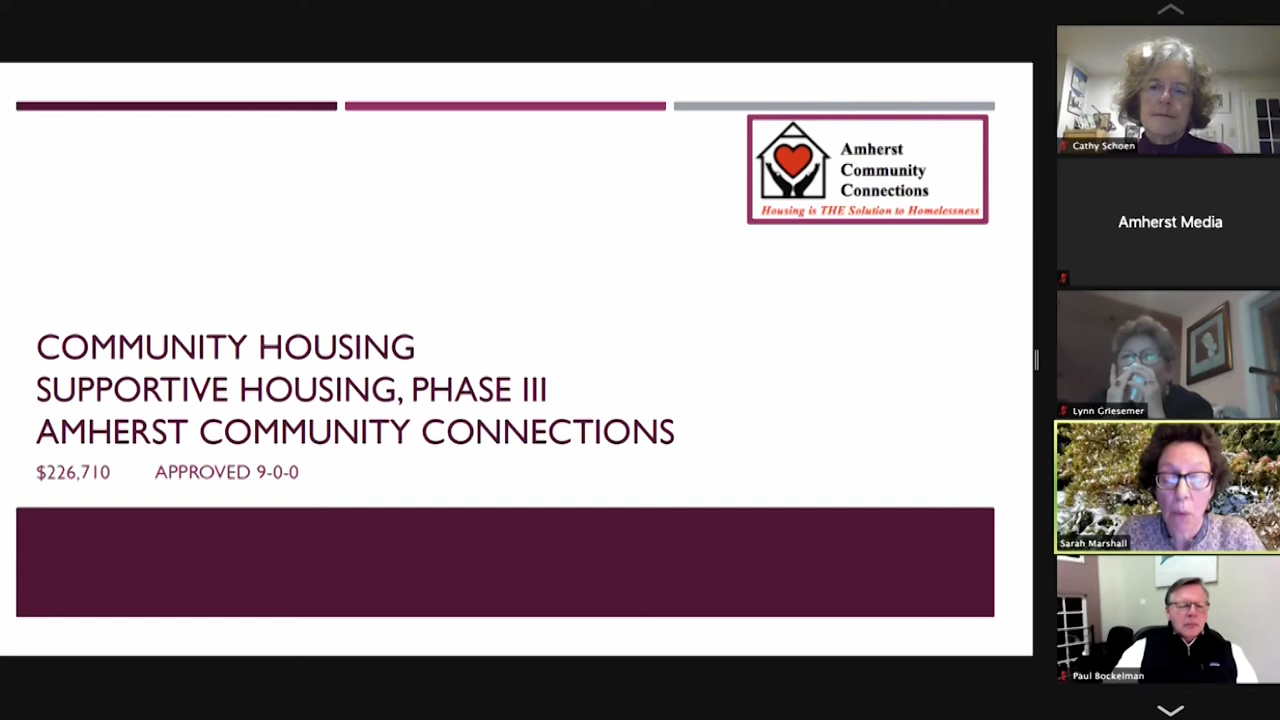 Amherst
Community
Connections
Housing is THE Solution to Homelessness
COMMUNITY HOUSING
SUPPORTIVE HOUSING, PHASE III
AMHERST COMMUNITY CONNECTIONS
$226,710 APPROVED 9-0-0
Cathy Schoen
Amherst Media
Lynn Griesemer
Sarah Marshall
Paul Bockelman